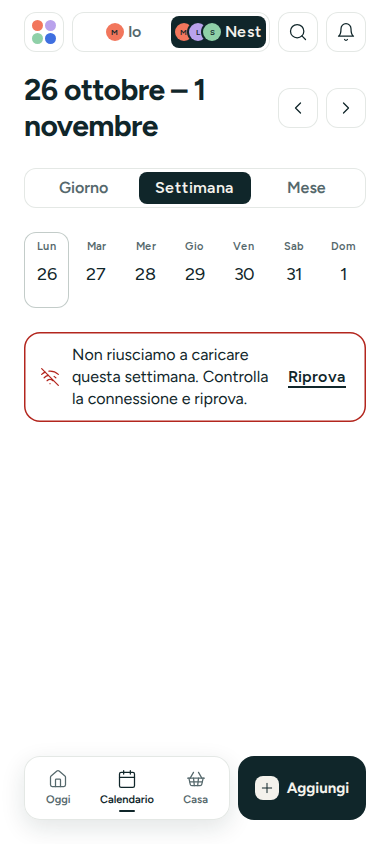 M Io M L S Nest
26 ottobre – 1
novembre
Giorno Settimana Mese
Lun Mar Mer Gio Ven Sab Dom
26 27 28 29 30 31 1
Non riusciamo a caricare
questa settimana. Controlla
la connessione e riprova.
Riprova
Oggi Calendario Casa
Aggiungi